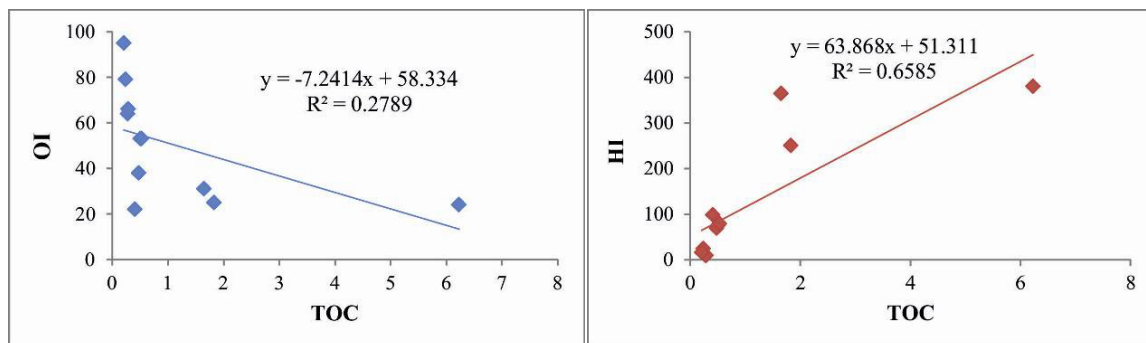 100
80
60
40
20
0
OI
y = -7.2414x + 58.334
R² = 0.2789
0 1 2 3 4 5 6 7 8
TOC
500
400
300
200
100
0
HI
y = 63.868x + 51.311
R² = 0.6585
0 2 4 6 8
TOC